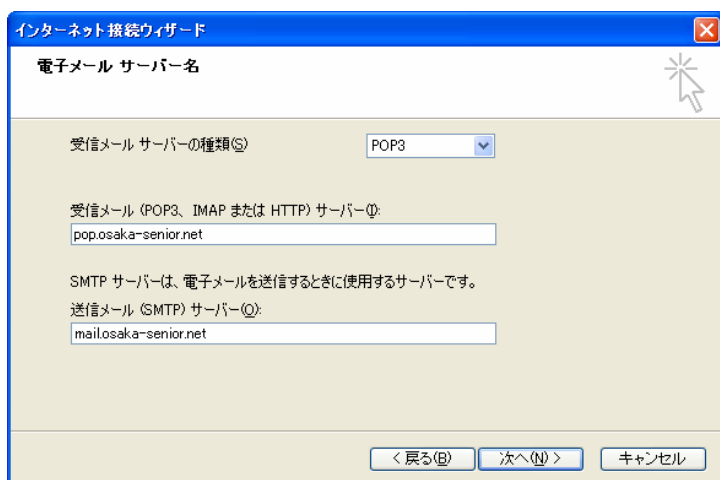 インターネット接続ウィザード
電子メール サーバー名
受信メール サーバーの種類(S)
POP3
受信メール (POP3、IMAP または HTTP) サーバー(I):
pop.osaka-senior.net
SMTP サーバーは、電子メールを送信するときに使用するサーバーです。
送信メール (SMTP) サーバー(O):
mail.osaka-senior.net
< 戻る(B) 次へ(N) > キャンセル